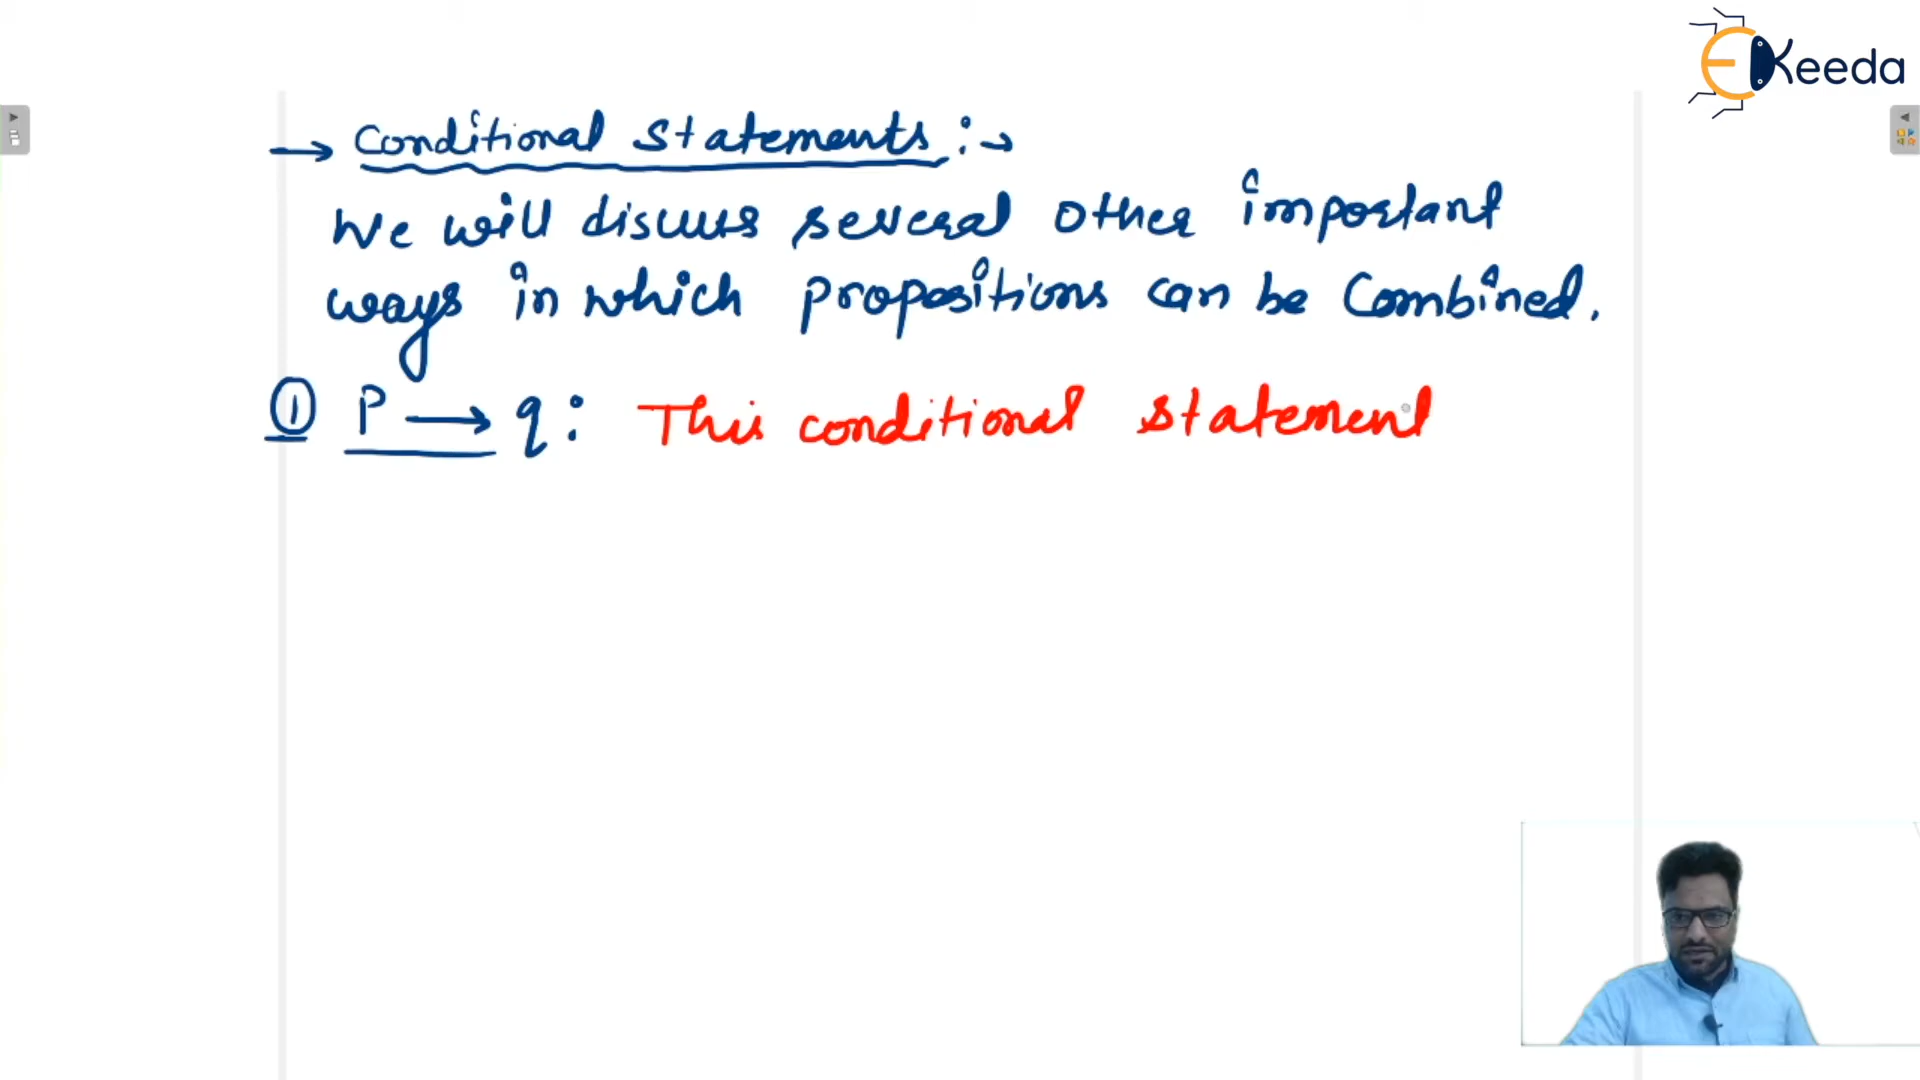 EKeeda
→ Conditional Statements :→
We will discuss several other important
ways in which propositions can be Combined.
① P → q : This conditional statement